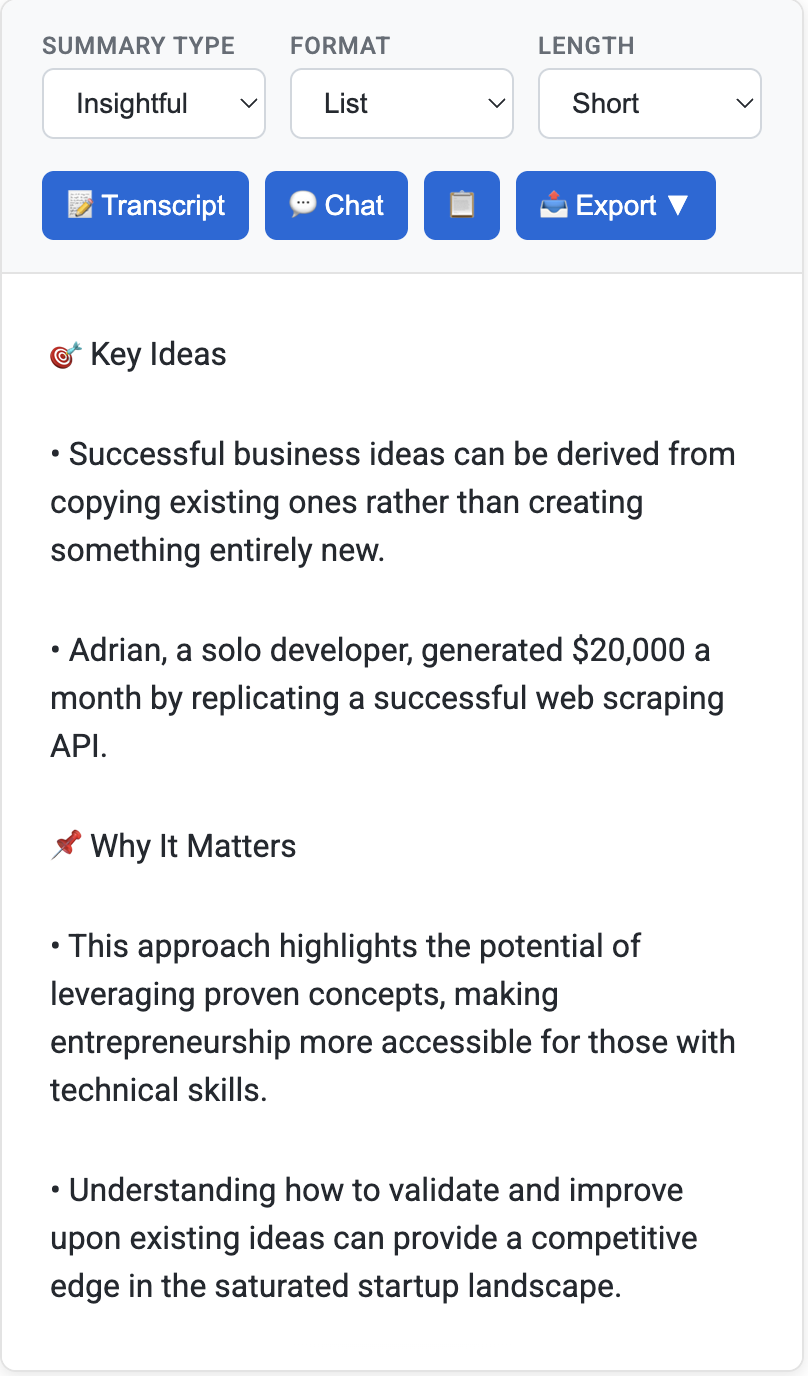 SUMMARY TYPE FORMAT LENGTH
Insightful List Short
Transcript Chat Export ▼
Key Ideas
• Successful business ideas can be derived from
copying existing ones rather than creating
something entirely new.
• Adrian, a solo developer, generated $20,000 a
month by replicating a successful web scraping
API.
Why It Matters
• This approach highlights the potential of
leveraging proven concepts, making
entrepreneurship more accessible for those with
technical skills.
• Understanding how to validate and improve
upon existing ideas can provide a competitive
edge in the saturated startup landscape.